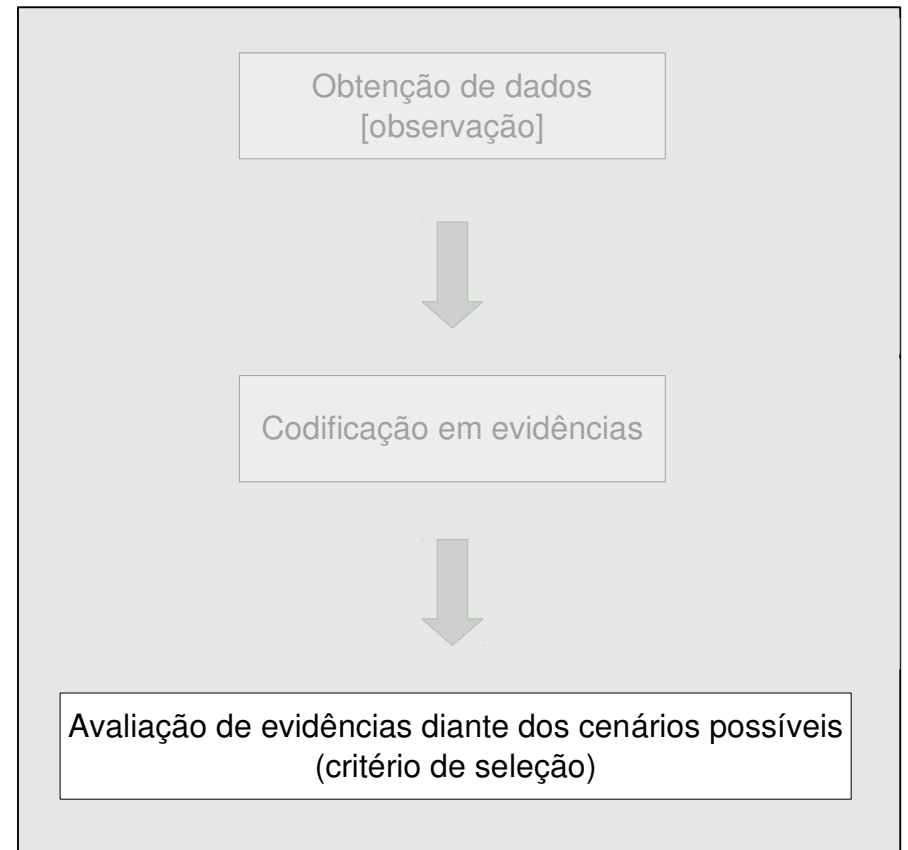 Obtenção de dados
[observação]
Codificação em evidências
Avaliação de evidências diante dos cenários possíveis
(critério de seleção)